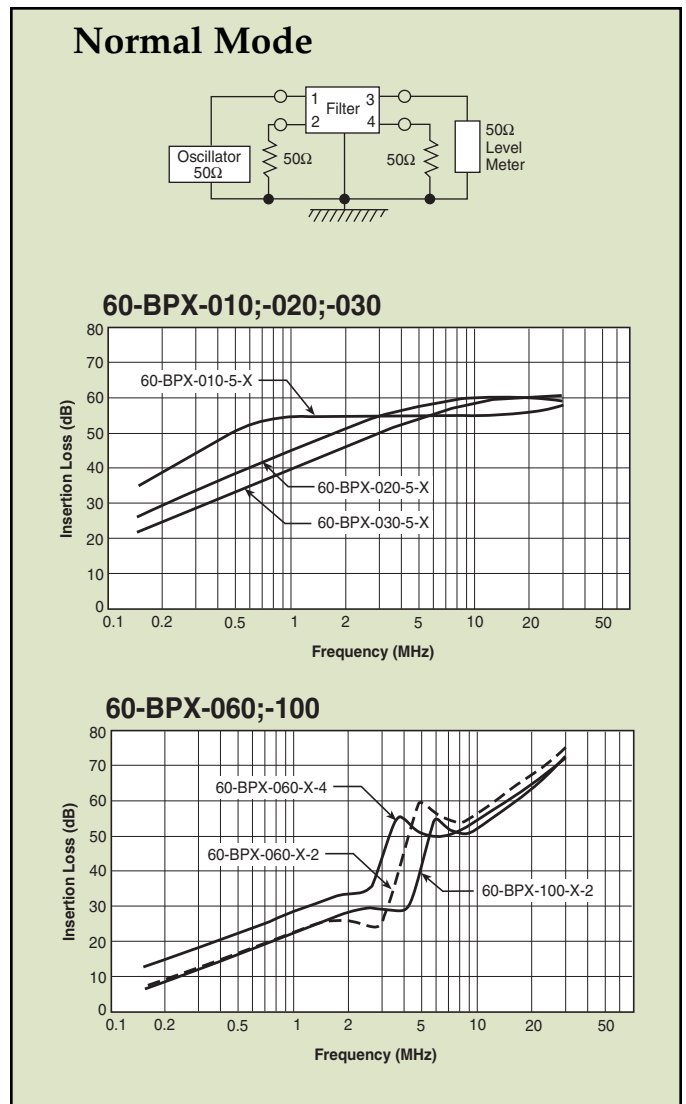 Normal Mode
1 Filter 3
2 4
Oscillator
50Ω
50Ω
50Ω
50Ω
Level
Meter
60-BPX-010;-020;-030
80
70
60
50
40
30
20
10
0
Insertion Loss (dB)
60-BPX-010-5-X
60-BPX-020-5-X
60-BPX-030-5-X
0.1 0.2 0.5 1 2 5 10 20 50
Frequency (MHz)
60-BPX-060;-100
80
70
60
50
40
30
20
10
0
Insertion Loss (dB)
60-BPX-060-X-4
60-BPX-060-X-2
60-BPX-100-X-2
0.1 0.2 0.5 1 2 5 10 20 50
Frequency (MHz)